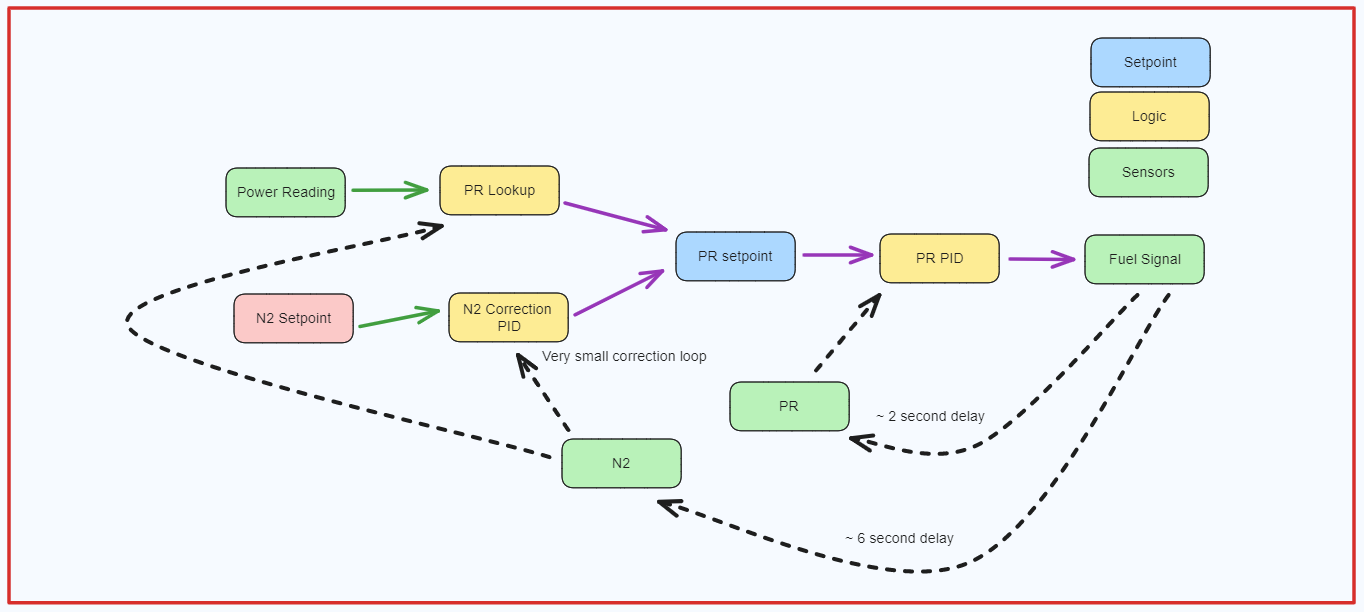 Setpoint
Logic
Sensors
Power Reading
PR Lookup
PR setpoint
PR PID
Fuel Signal
N2 Setpoint
N2 Correction
PID
Very small correction loop
PR
~ 2 second delay
N2
~ 6 second delay